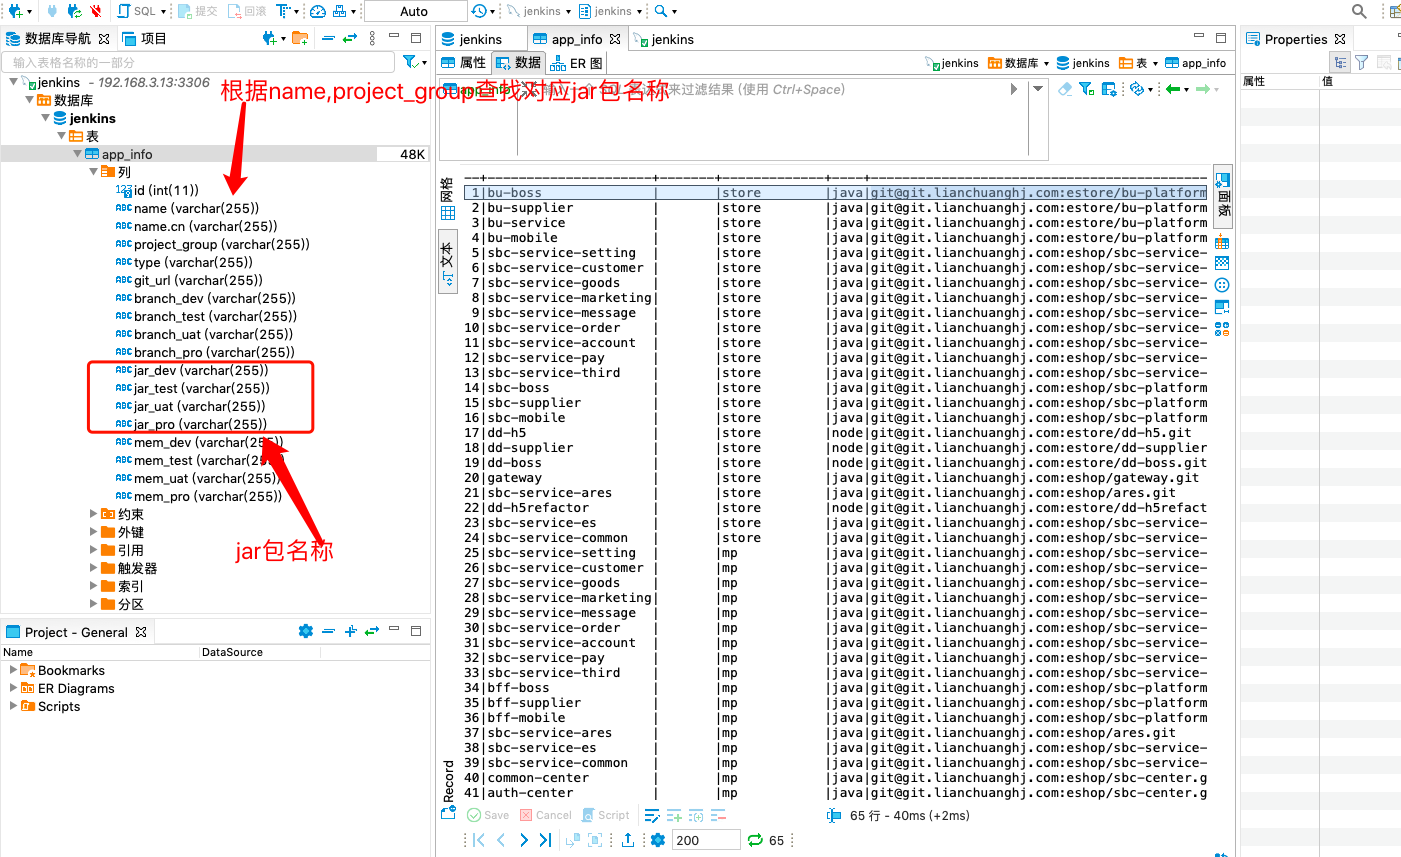 SQL 提交 回滚 Auto jenkins jenkins
数据库导航 项目
输入表格名称的一部分
jenkins - 192.168.3.13:3306
数据库
jenkins
表
app_info 48K
列
id (int(11))
name (varchar(255))
name.cn (varchar(255))
project_group (varchar(255))
type (varchar(255))
git_url (varchar(255))
branch_dev (varchar(255))
branch_test (varchar(255))
branch_uat (varchar(255))
branch_pro (varchar(255))
jar_dev (varchar(255))
jar_test (varchar(255))
jar_uat (varchar(255))
jar_pro (varchar(255))
mem_dev (varchar(255))
mem_test (varchar(255))
mem_uat (varchar(255))
mem_pro (varchar(255))
约束
外键
引用
触发器
索引
分区
根据name,project_group查找对应jar包名称
jar包名称
Project - General
Name DataSource
Bookmarks
ER Diagrams
Scripts
jenkins app_info jenkins
属性 数据 ER 图 jenkins 数据库 jenkins 表 app_info
来过滤结果 (使用 Ctrl+Space)
网格
文本
Record
面板
1|bu-boss | |store |java|git@git.lianchuanghj.com:estore/bu-platform
2|bu-supplier | |store |java|git@git.lianchuanghj.com:estore/bu-platform
3|bu-service | |store |java|git@git.lianchuanghj.com:estore/bu-platform
4|bu-mobile | |store |java|git@git.lianchuanghj.com:estore/bu-platform
5|sbc-service-setting | |store |java|git@git.lianchuanghj.com:eshop/sbc-service-
6|sbc-service-customer | |store |java|git@git.lianchuanghj.com:eshop/sbc-service-
7|sbc-service-goods | |store |java|git@git.lianchuanghj.com:eshop/sbc-service-
8|sbc-service-marketing| |store |java|git@git.lianchuanghj.com:eshop/sbc-service-
9|sbc-service-message | |store |java|git@git.lianchuanghj.com:eshop/sbc-service-
10|sbc-service-order | |store |java|git@git.lianchuanghj.com:eshop/sbc-service-
11|sbc-service-account | |store |java|git@git.lianchuanghj.com:eshop/sbc-service-
12|sbc-service-pay | |store |java|git@git.lianchuanghj.com:eshop/sbc-service-
13|sbc-service-third | |store |java|git@git.lianchuanghj.com:eshop/sbc-service-
14|sbc-boss | |store |java|git@git.lianchuanghj.com:eshop/sbc-platform
15|sbc-supplier | |store |java|git@git.lianchuanghj.com:eshop/sbc-platform
16|sbc-mobile | |store |java|git@git.lianchuanghj.com:eshop/sbc-platform
17|dd-h5 | |store |node|git@git.lianchuanghj.com:estore/dd-h5.git
18|dd-supplier | |store |node|git@git.lianchuanghj.com:estore/dd-supplier
19|dd-boss | |store |node|git@git.lianchuanghj.com:estore/dd-boss.git
20|gateway | |store |java|git@git.lianchuanghj.com:eshop/gateway.git
21|sbc-service-ares | |store |java|git@git.lianchuanghj.com:eshop/ares.git
22|dd-h5refactor | |store |node|git@git.lianchuanghj.com:estore/dd-h5refact
23|sbc-service-es | |store |java|git@git.lianchuanghj.com:eshop/sbc-service-
24|sbc-service-common | |store |java|git@git.lianchuanghj.com:eshop/sbc-service-
25|sbc-service-setting | |mp |java|git@git.lianchuanghj.com:eshop/sbc-service-
26|sbc-service-customer | |mp |java|git@git.lianchuanghj.com:eshop/sbc-service-
27|sbc-service-goods | |mp |java|git@git.lianchuanghj.com:eshop/sbc-service-
28|sbc-service-marketing| |mp |java|git@git.lianchuanghj.com:eshop/sbc-service-
29|sbc-service-message | |mp |java|git@git.lianchuanghj.com:eshop/sbc-service-
30|sbc-service-order | |mp |java|git@git.lianchuanghj.com:eshop/sbc-service-
31|sbc-service-account | |mp |java|git@git.lianchuanghj.com:eshop/sbc-service-
32|sbc-service-pay | |mp |java|git@git.lianchuanghj.com:eshop/sbc-service-
33|sbc-service-third | |mp |java|git@git.lianchuanghj.com:eshop/sbc-service-
34|bff-boss | |mp |java|git@git.lianchuanghj.com:eshop/sbc-platform
35|bff-supplier | |mp |java|git@git.lianchuanghj.com:eshop/sbc-platform
36|bff-mobile | |mp |java|git@git.lianchuanghj.com:eshop/sbc-platform
37|sbc-service-ares | |mp |java|git@git.lianchuanghj.com:eshop/ares.git
38|sbc-service-es | |mp |java|git@git.lianchuanghj.com:eshop/sbc-service-
39|sbc-service-common | |mp |java|git@git.lianchuanghj.com:eshop/sbc-service-
40|common-center | |mp |java|git@git.lianchuanghj.com:eshop/sbc-center.g
41|auth-center | |mp |java|git@git.lianchuanghj.com:eshop/sbc-center.g
Save Cancel Script 65 行 - 40ms (+2ms)
200 65
Properties
属性 值